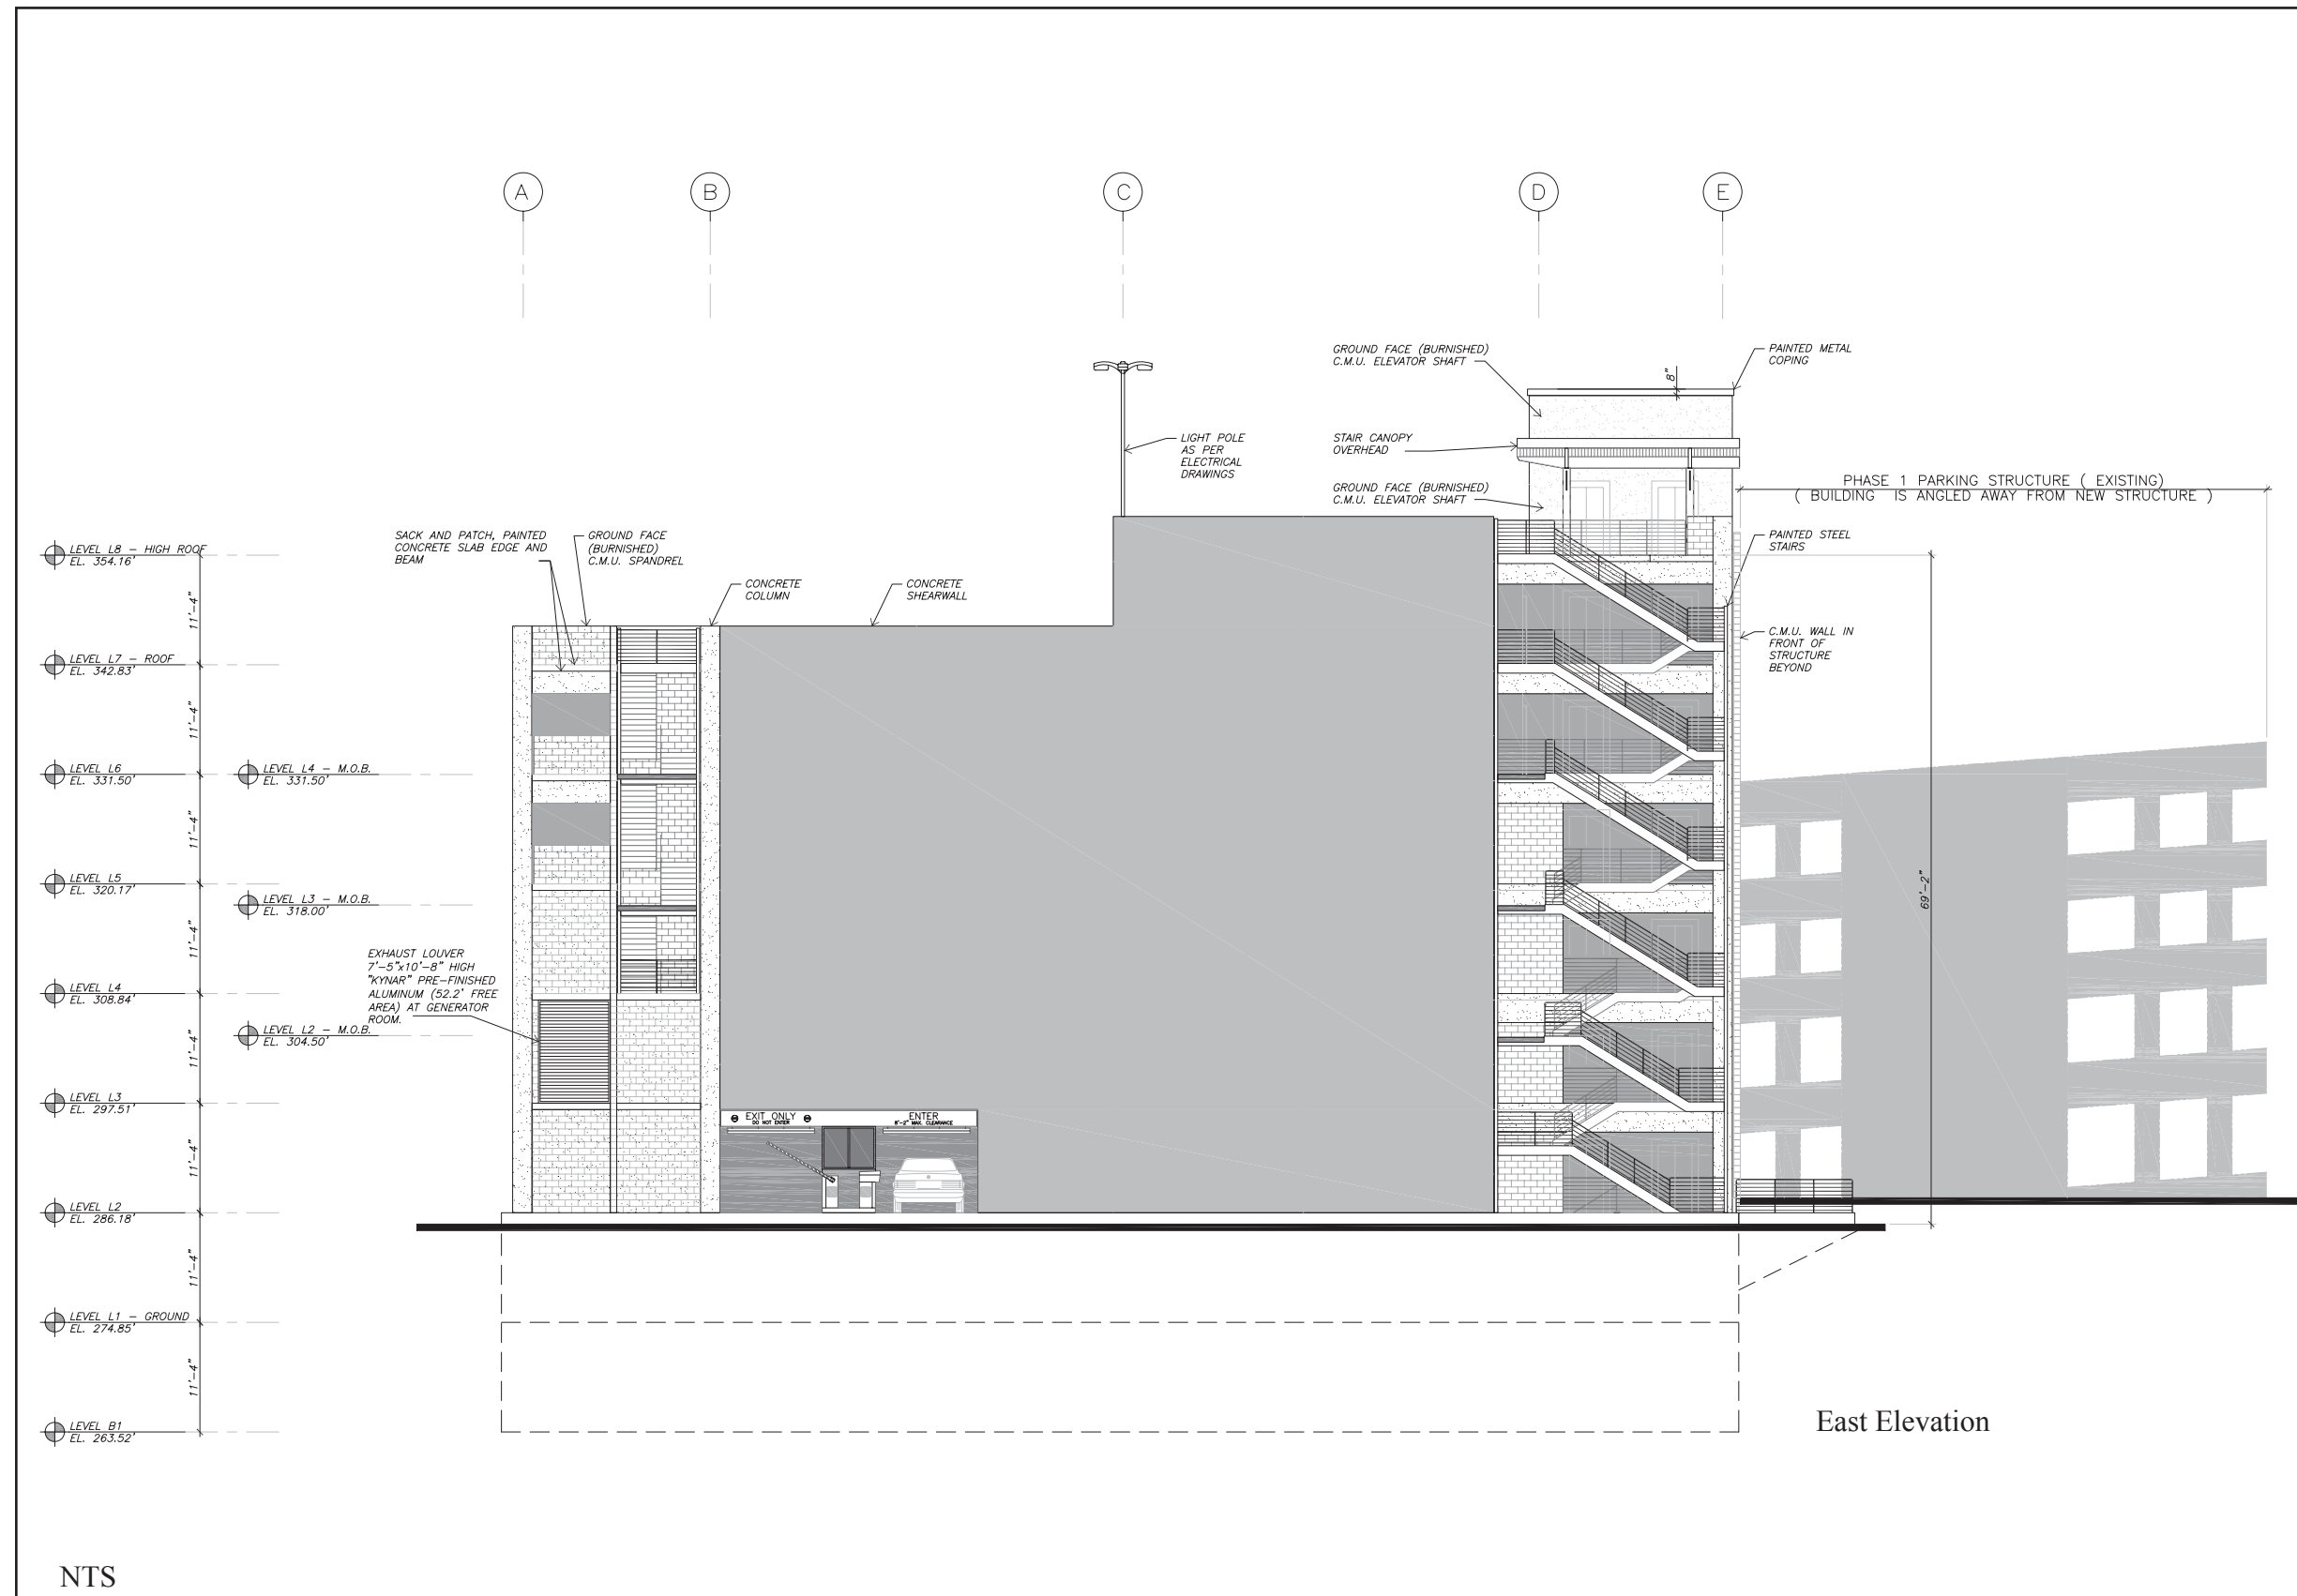 A
B
C
D
E
GROUND FACE (BURNISHED)
C.M.U. ELEVATOR SHAFT
8"
PAINTED METAL
COPING
LIGHT POLE
AS PER
ELECTRICAL
DRAWINGS
STAIR CANOPY
OVERHEAD
GROUND FACE (BURNISHED)
C.M.U. ELEVATOR SHAFT
PHASE 1 PARKING STRUCTURE ( EXISTING)
( BUILDING IS ANGLED AWAY FROM NEW STRUCTURE )
SACK AND PATCH, PAINTED
CONCRETE SLAB EDGE AND
BEAM
GROUND FACE
(BURNISHED)
C.M.U. SPANDREL
CONCRETE
COLUMN
CONCRETE
SHEARWALL
PAINTED STEEL
STAIRS
C.M.U. WALL IN
FRONT OF
STRUCTURE
BEYOND
LEVEL L8 – HIGH ROOF
EL. 354.16'
11'–4"
LEVEL L7 – ROOF
EL. 342.83'
11'–4"
LEVEL L6
EL. 331.50'
LEVEL L4 – M.O.B.
EL. 331.50'
11'–4"
LEVEL L5
EL. 320.17'
LEVEL L3 – M.O.B.
EL. 318.00'
69'–2"
11'–4"
EXHAUST LOUVER
7'–5"x10'–8" HIGH
"KYNAR" PRE–FINISHED
ALUMINUM (52.2' FREE
AREA) AT GENERATOR
ROOM.
LEVEL L4
EL. 308.84'
LEVEL L2 – M.O.B.
EL. 304.50'
11'–4"
LEVEL L3
EL. 297.51'
EXIT ONLY
DO NOT ENTER
ENTER
8'–2" MAX. CLEARANCE
11'–4"
LEVEL L2
EL. 286.18'
11'–4"
LEVEL L1 – GROUND
EL. 274.85'
11'–4"
LEVEL B1
EL. 263.52'
East Elevation
NTS